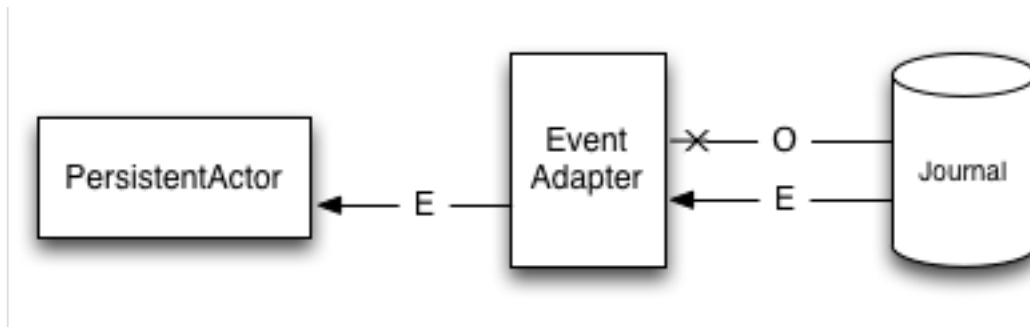 PersistentActor
E
Event
Adapter
O
E
Journal